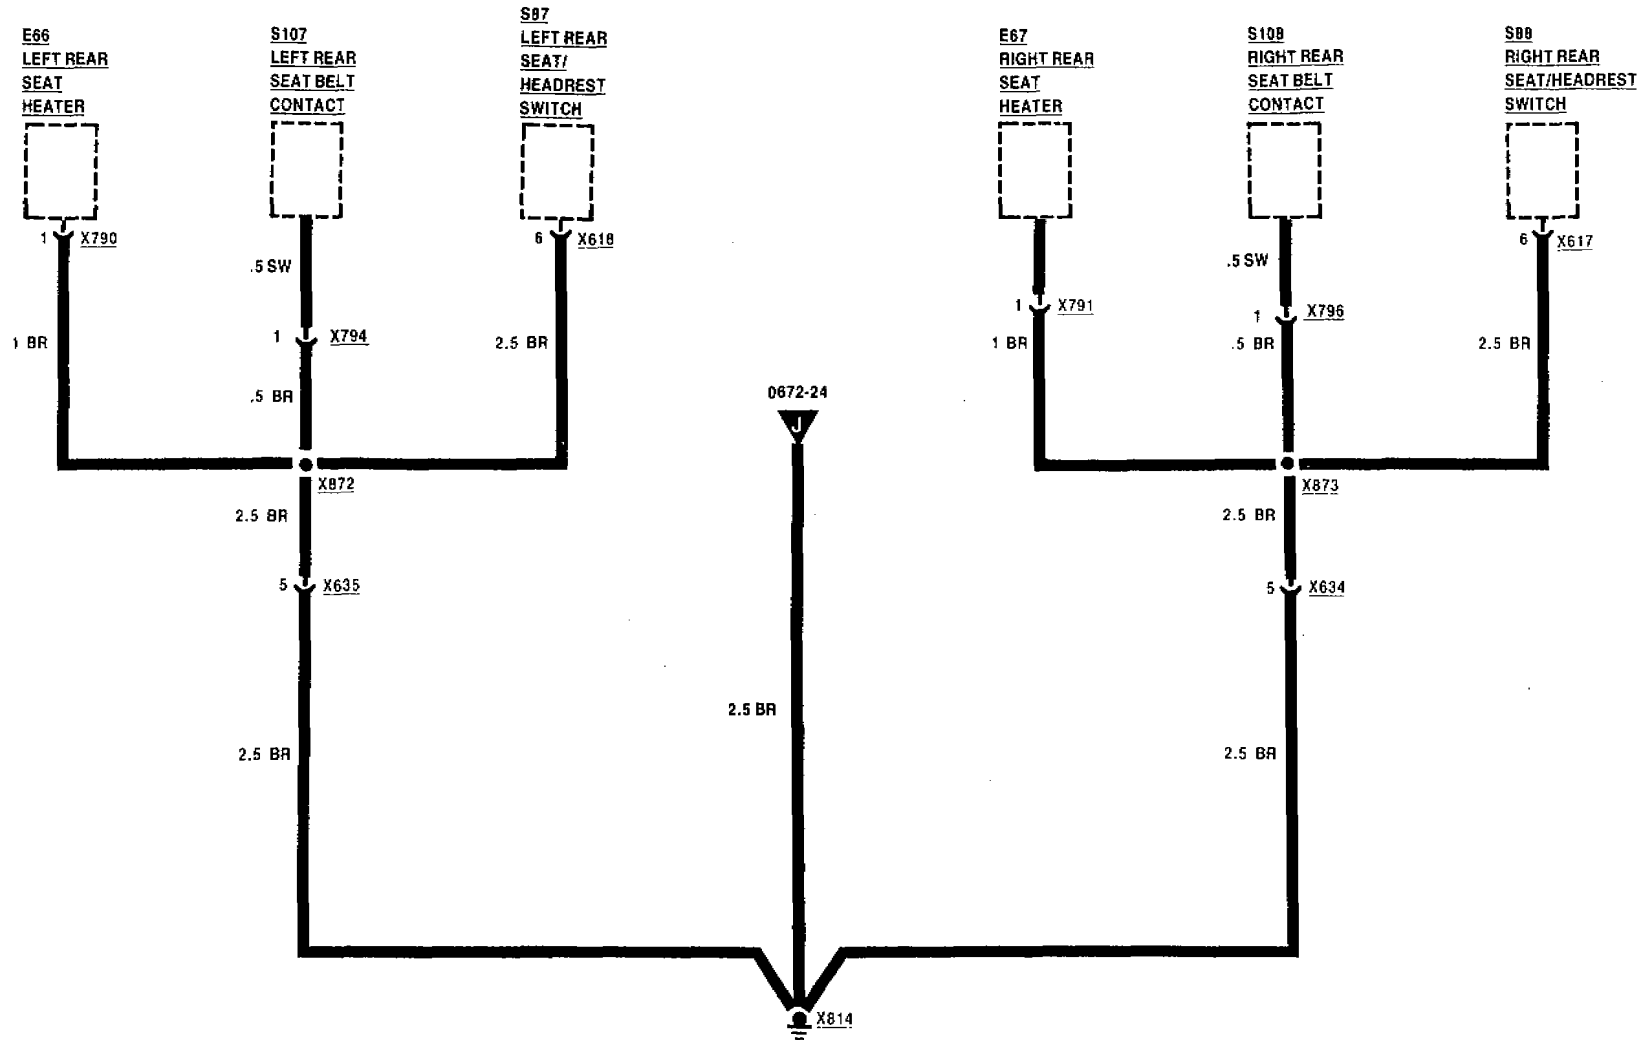 E66
LEFT REAR
SEAT
HEATER
S107
LEFT REAR
SEAT BELT
CONTACT
S87
LEFT REAR
SEAT/
HEADREST
SWITCH
E67
RIGHT REAR
SEAT
HEATER
S108
RIGHT REAR
SEAT BELT
CONTACT
S88
RIGHT REAR
SEAT/HEADREST
SWITCH
1 X790
.5 SW
6 X618
1 X791
.5 SW
6 X617
1 BR
1 X794
2.5 BR
1 BR
1 X796
.5 BR
2.5 BR
.5 BR
0672-24
J
X872
2.5 BR
X873
2.5 BR
5 X635
5 X634
2.5 BR
2.5 BR
2.5 BR
X814